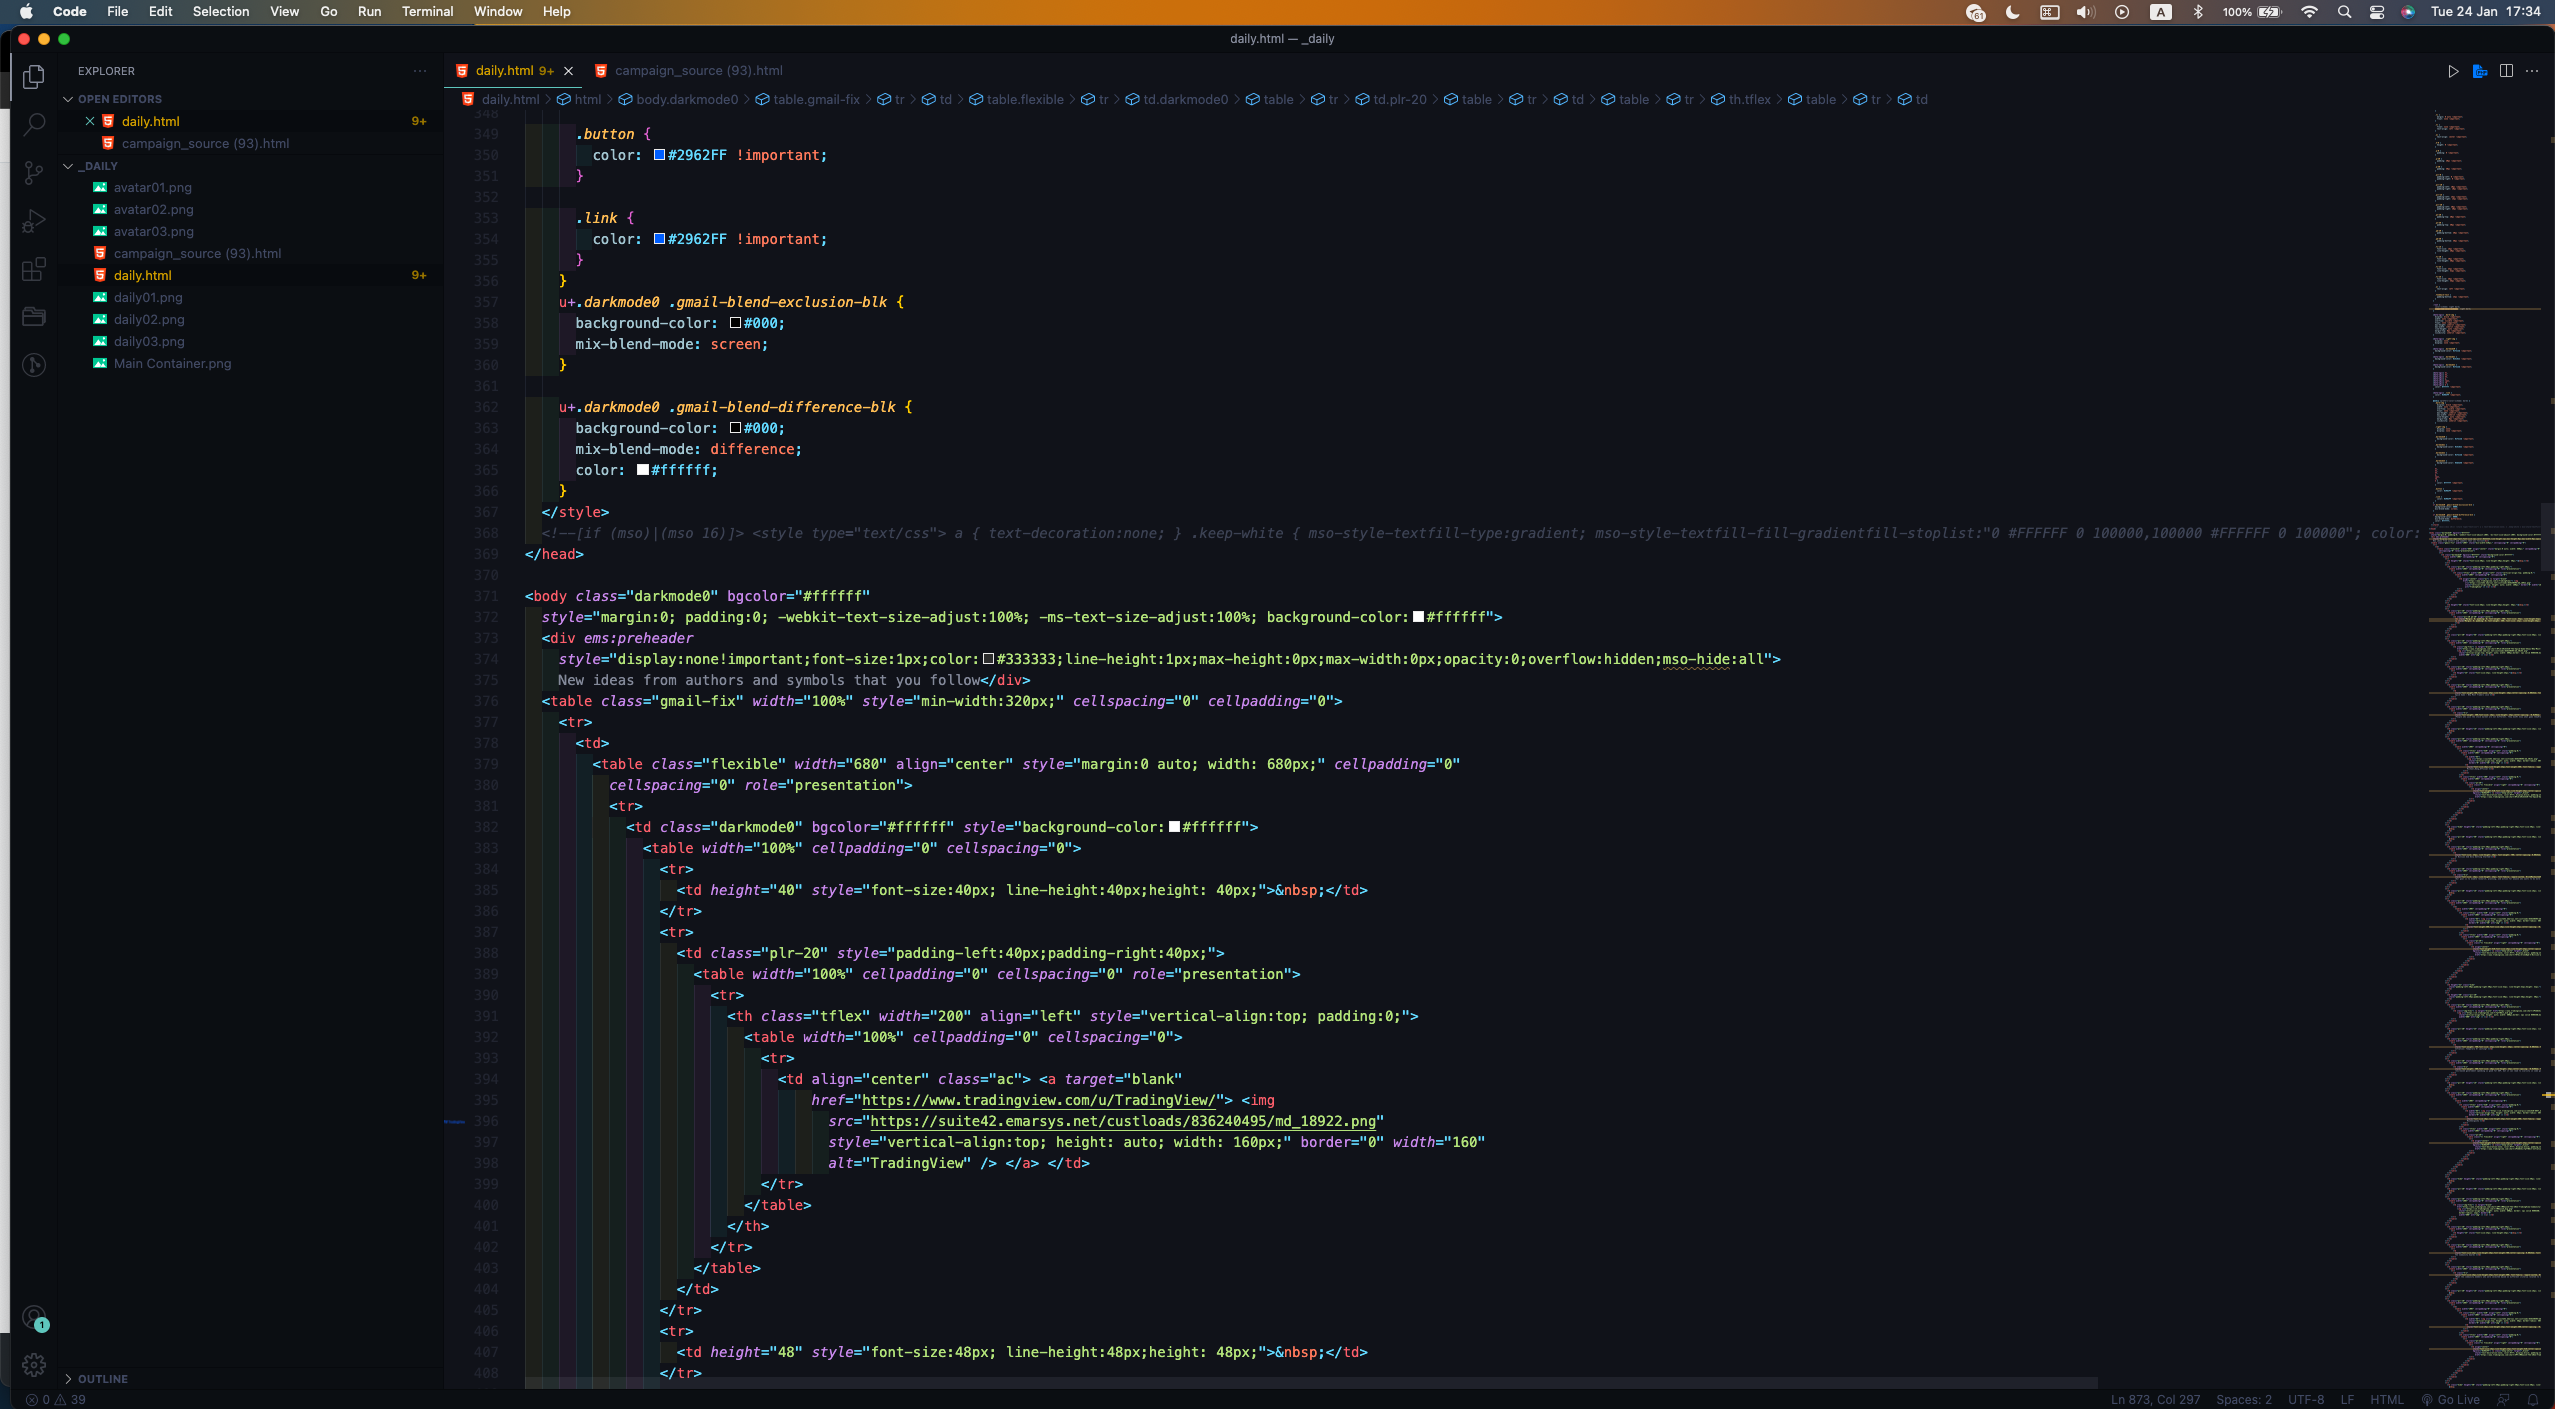 Code File Edit Selection View Go Run Terminal Window Help
61 A 100% Tue 24 Jan 17:34
daily.html — _daily
EXPLORER
OPEN EDITORS
daily.html 9+
campaign_source (93).html
_DAILY
avatar01.png
avatar02.png
avatar03.png
campaign_source (93).html
daily.html 9+
daily01.png
daily02.png
daily03.png
Main Container.png
OUTLINE
1
daily.html 9+ campaign_source (93).html
daily.html > html > body.darkmode0 > table.gmail-fix > tr > td > table.flexible > tr > td.darkmode0 > table > tr > td.plr-20 > table > tr > td > table > tr > th.tflex > table > tr > td
348
349 .button {
350 color: #2962FF !important;
351 }
352
353 .link {
354 color: #2962FF !important;
355 }
356 }
357 u+.darkmode0 .gmail-blend-exclusion-blk {
358 background-color: #000;
359 mix-blend-mode: screen;
360 }
361
362 u+.darkmode0 .gmail-blend-difference-blk {
363 background-color: #000;
364 mix-blend-mode: difference;
365 color: #ffffff;
366 }
367 </style>
368 <!--[if (mso)|(mso 16)]> <style type="text/css"> a { text-decoration:none; } .keep-white { mso-style-textfill-type:gradient; mso-style-textfill-fill-gradientfill-stoplist:"0 #FFFFFF 0 100000,100000 #FFFFFF 0 100000"; color:
369 </head>
370
371 <body class="darkmode0" bgcolor="#ffffff"
372 style="margin:0; padding:0; -webkit-text-size-adjust:100%; -ms-text-size-adjust:100%; background-color:#ffffff">
373 <div ems:preheader
374 style="display:none!important;font-size:1px;color:#333333;line-height:1px;max-height:0px;max-width:0px;opacity:0;overflow:hidden;mso-hide:all">
375 New ideas from authors and symbols that you follow</div>
376 <table class="gmail-fix" width="100%" style="min-width:320px;" cellspacing="0" cellpadding="0">
377 <tr>
378 <td>
379 <table class="flexible" width="680" align="center" style="margin:0 auto; width: 680px;" cellpadding="0"
380 cellspacing="0" role="presentation">
381 <tr>
382 <td class="darkmode0" bgcolor="#ffffff" style="background-color:#ffffff">
383 <table width="100%" cellpadding="0" cellspacing="0">
384 <tr>
385 <td height="40" style="font-size:40px; line-height:40px;height: 40px;">&nbsp;</td>
386 </tr>
387 <tr>
388 <td class="plr-20" style="padding-left:40px;padding-right:40px;">
389 <table width="100%" cellpadding="0" cellspacing="0" role="presentation">
390 <tr>
391 <th class="tflex" width="200" align="left" style="vertical-align:top; padding:0;">
392 <table width="100%" cellpadding="0" cellspacing="0">
393 <tr>
394 <td align="center" class="ac"> <a target="blank"
395 href="https://www.tradingview.com/u/TradingView/"> <img
396 src="https://suite42.emarsys.net/custloads/836240495/md_18922.png"
397 style="vertical-align:top; height: auto; width: 160px;" border="0" width="160"
398 alt="TradingView" /> </a> </td>
399 </tr>
400 </table>
401 </th>
402 </tr>
403 </table>
404 </td>
405 </tr>
406 <tr>
407 <td height="48" style="font-size:48px; line-height:48px;height: 48px;">&nbsp;</td>
408 </tr>
0 39 Ln 873, Col 297 Spaces: 2 UTF-8 LF HTML Go Live